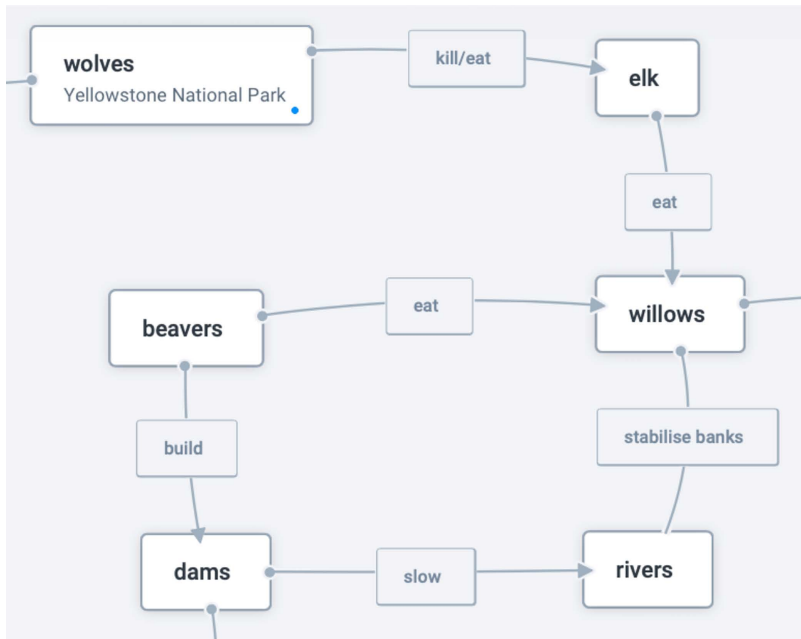 wolves
Yellowstone National Park
kill/eat
elk
eat
beavers
eat
willows
build
stabilise banks
dams
slow
rivers